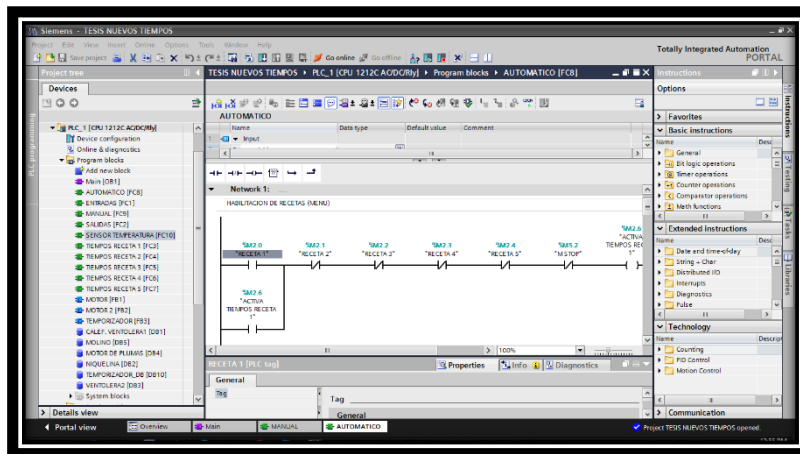 Siemens - TESIS NUEVOS TIEMPOS
Project Edit View Insert Online Options Tools Window Help
Save project Go online Go offline
Totally Integrated Automation
PORTAL
Project tree
TESIS NUEVOS TIEMPOS PLC_1 [CPU 1212C AC/DC/Rly] Program blocks AUTOMATICO [FC8]
Instructions
Devices
Options
PLC programming
PLC_1 [CPU 1212C AC/DC/Rly]
Device configuration
Online & diagnostics
Program blocks
Add new block
Main [OB1]
AUTOMATICO [FC8]
ENTRADAS [FC1]
MANUAL [FC9]
SALIDAS [FC2]
SENSOR TEMPERATURA [FC10]
TIEMPOS RECETA 1 [FC3]
TIEMPOS RECETA 2 [FC4]
TIEMPOS RECETA 3 [FC5]
TIEMPOS RECETA 4 [FC6]
TIEMPOS RECETA 5 [FC7]
MOTOR [FB1]
MOTOR 2 [FB2]
TEMPORIZADOR [FB3]
CALEF. VENTOLERA1 [DB1]
MOLINO [DB5]
MOTOR DE PLUMAS [DB4]
NIQUELINA [DB2]
TEMPORIZADOR_DB [DB10]
VENTOLERA2 [DB3]
System blocks
Details view
AUTOMATICO
Name Data type Default value Comment
1 Input
Network 1: ....
HABILITACION DE RECETAS (MENU)
%M2.0 %M2.1 %M2.2 %M2.3 %M2.4 %M5.2
"RECETA 1" "RECETA 2" "RECETA 3" "RECETA 4" "RECETA 5" "M STOP"
%M2.6
"ACTIVA
TIEMPOS REC
1"
%M2.6
"ACTIVA
TIEMPOS RECETA
1"
100%
RECETA 1 [PLC tag]
Properties Info Diagnostics
General
Tag
Tag
General
Favorites
Basic instructions
Name Desc
General
Bit logic operations
Timer operations
Counter operations
Comparator operations
Math functions
Extended instructions
Name Desc
Date and time-of-day
String + Char
Distributed I/O
Interrupts
Diagnostics
Pulse
Technology
Name Descrip
Counting
PID Control
Motion Control
Communication
Instructions
Testing
Tasks
Libraries
Portal view Overview Main MANUAL AUTOMATICO
Project TESIS NUEVOS TIEMPOS opened.